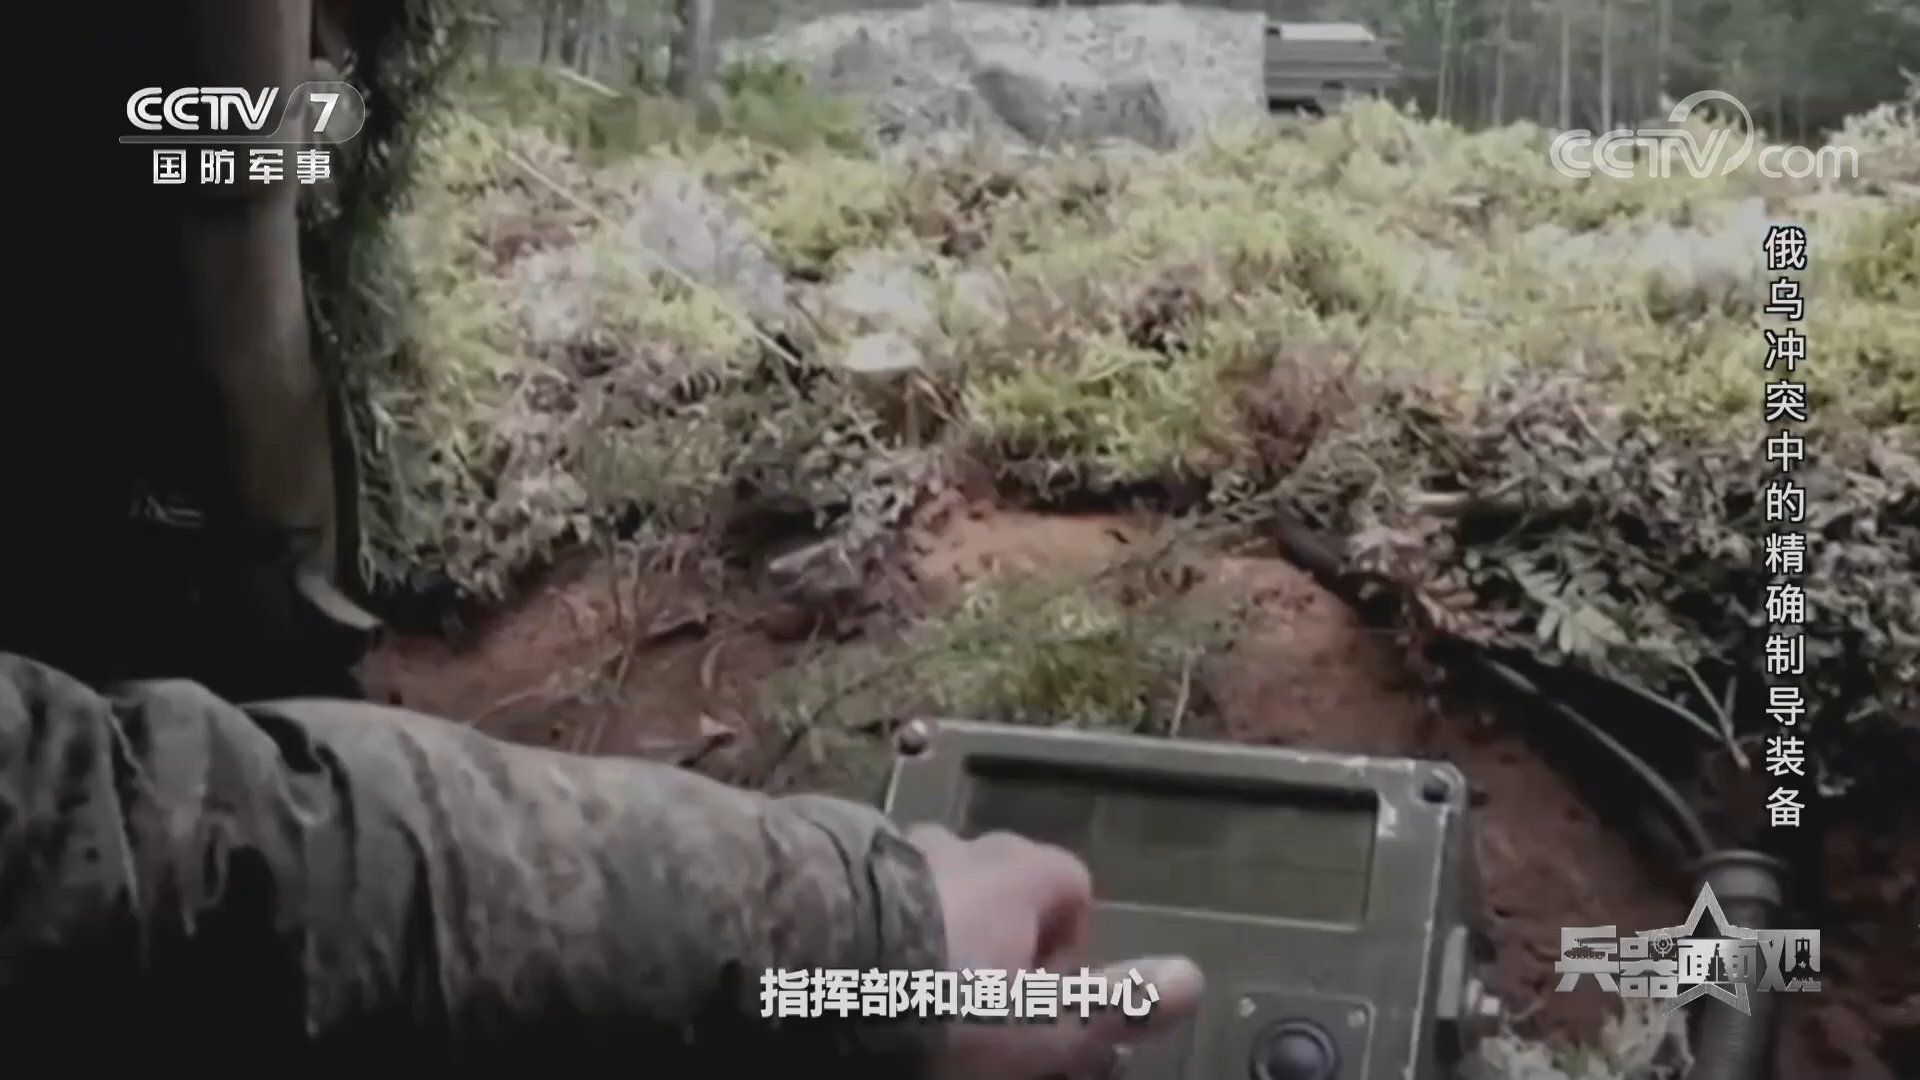 CCTV 7
国防军事
CCTV.com
俄乌冲突中的精确制导装备
兵器面面观
指挥部和通信中心